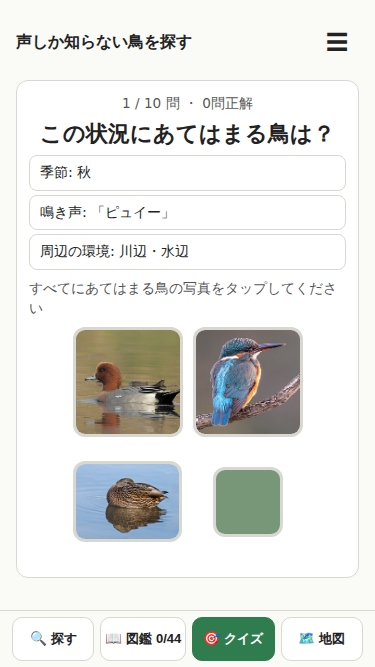 声しか知らない鳥を探す
1 / 10 問 ・ 0問正解
この状況にあてはまる鳥は？
季節: 秋
鳴き声: 「ピュイー」
周辺の環境: 川辺・水辺
すべてにあてはまる鳥の写真をタップしてくださ
い
探す 図鑑 0/44 クイズ 地図